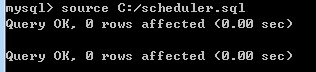 mysql> source C:/scheduler.sql
Query OK, 0 rows affected (0.00 sec)
Query OK, 0 rows affected (0.00 sec)